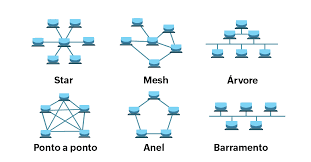 Star
Mesh
Árvore
Ponto a ponto
Anel
Barramento